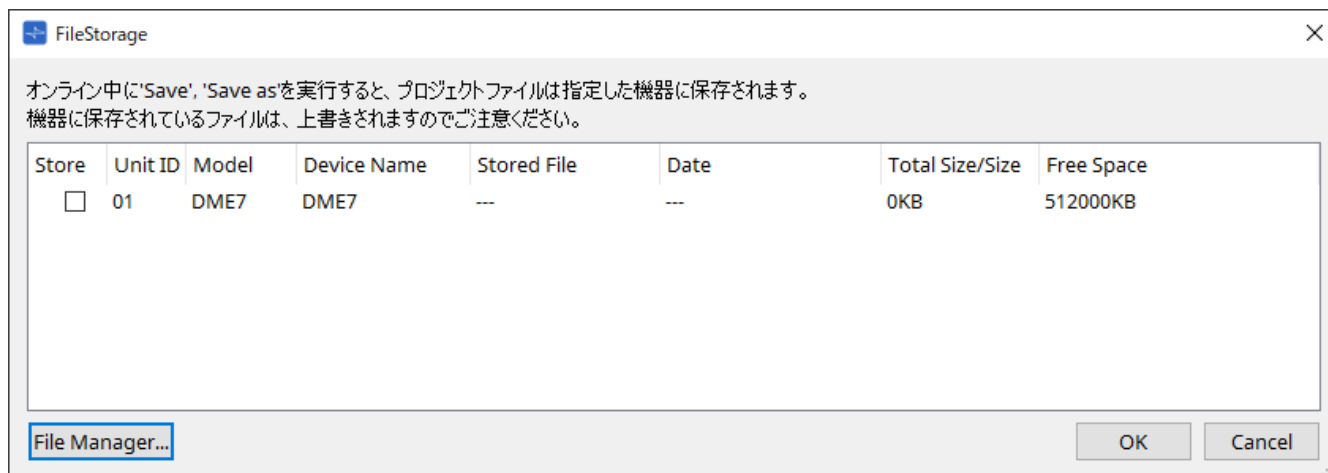 FileStorage
オンライン中に'Save', 'Save as'を実行すると、プロジェクトファイルは指定した機器に保存されます。
機器に保存されているファイルは、上書きされますのでご注意ください。
Store Unit ID Model Device Name Stored File Date Total Size/Size Free Space
01 DME7 DME7 --- --- 0KB 512000KB
File Manager... OK Cancel